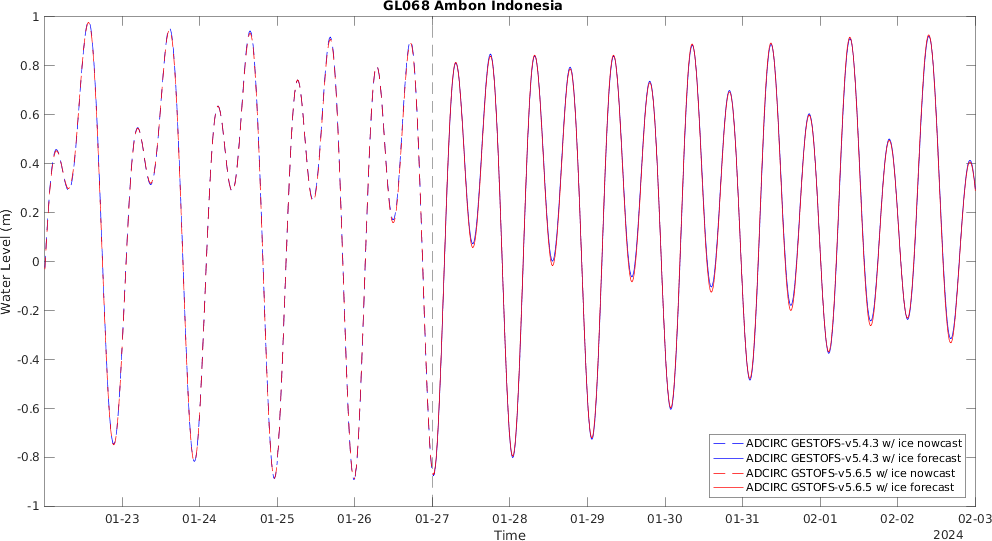 GL068 Ambon Indonesia
Water Level (m)
1
0.8
0.6
0.4
0.2
0
-0.2
-0.4
-0.6
-0.8
-1
ADCIRC GESTOFS-v5.4.3 w/ ice nowcast
ADCIRC GESTOFS-v5.4.3 w/ ice forecast
ADCIRC GSTOFS-v5.6.5 w/ ice nowcast
ADCIRC GSTOFS-v5.6.5 w/ ice forecast
01-23 01-24 01-25 01-26 01-27 01-28 01-29 01-30 01-31 02-01 02-02 02-03
Time
2024